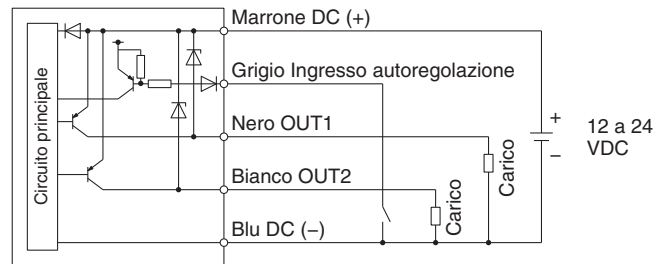 Marrone DC (+)
Grigio Ingresso autoregolazione
Nero OUT1
Bianco OUT2
Blu DC (−)
Circuito principale
Carico
Carico
+
−
12 a 24
VDC